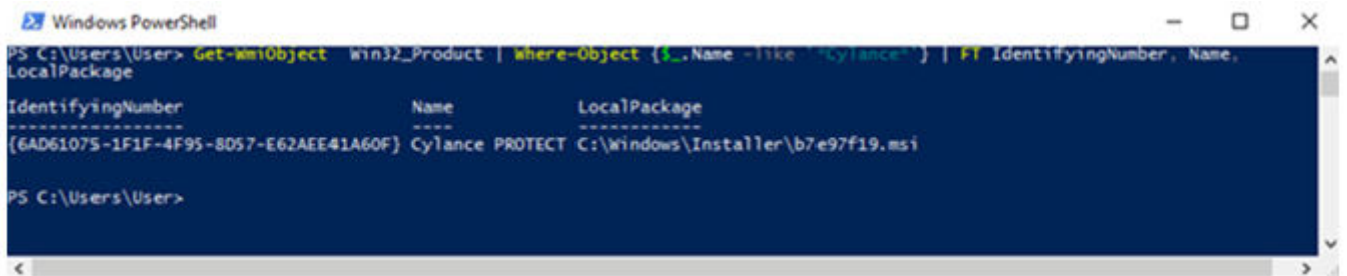 Windows PowerShell
PS C:\Users\User> Get-WmiObject Win32_Product | Where-Object {$_.Name -like '*Cylance*'} | FT IdentifyingNumber, Name,
LocalPackage
IdentifyingNumber Name LocalPackage
----------------- ---- ------------
{6AD61075-1F1F-4F95-8D57-E62AEE41A60F} Cylance PROTECT C:\Windows\Installer\b7e97f19.msi
PS C:\Users\User>